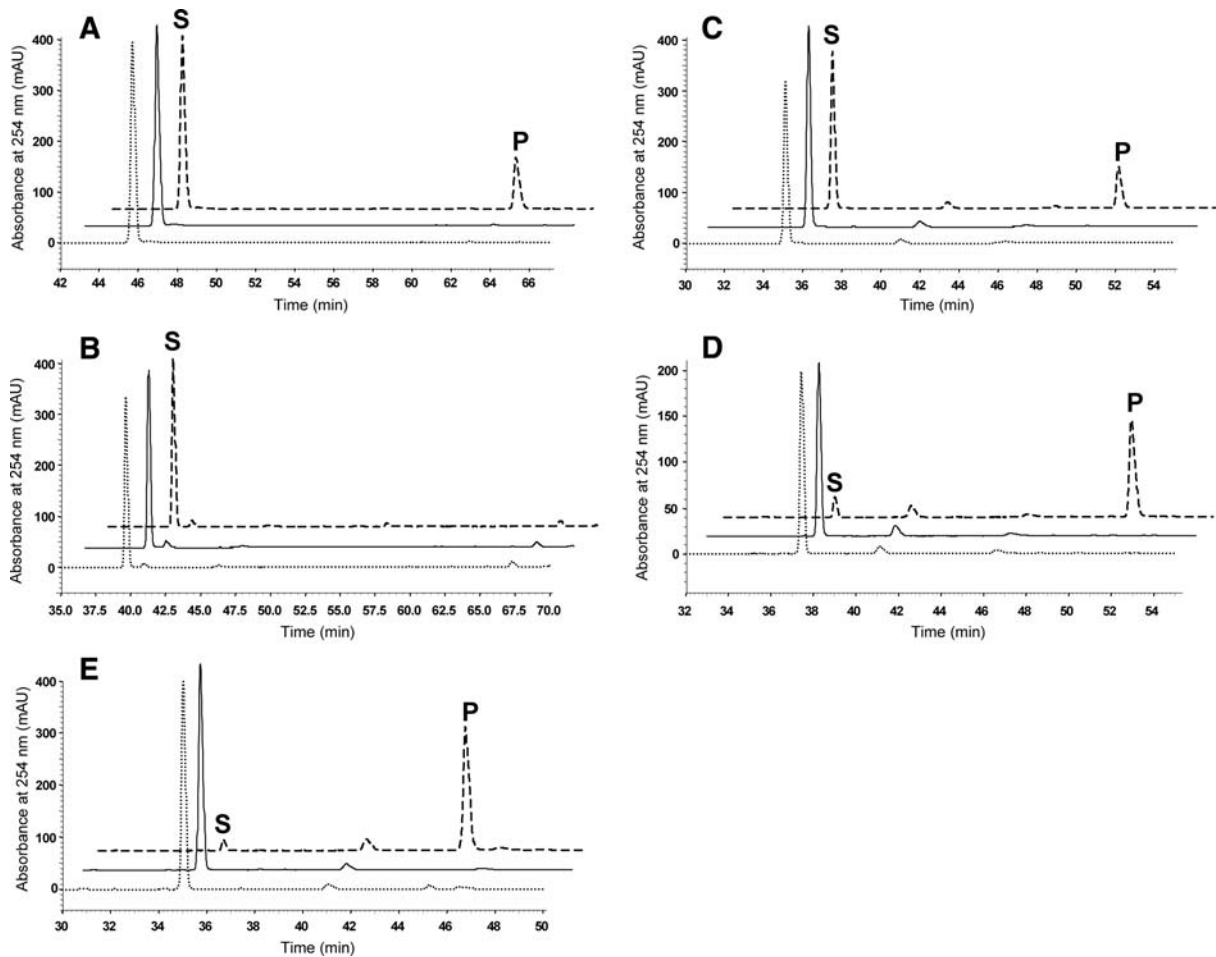 A
S
P
Absorbance at 254 nm (mAU)
400
300
200
100
0
42 44 46 48 50 52 54 56 58 60 62 64 66
Time (min)
C
S
P
Absorbance at 254 nm (mAU)
400
300
200
100
0
30 32 34 36 38 40 42 44 46 48 50 52 54
Time (min)
B
S
Absorbance at 254 nm (mAU)
400
300
200
100
0
35.0 37.5 40.0 42.5 45.0 47.5 50.0 52.5 55.0 57.5 60.0 62.5 65.0 67.5 70.0
Time (min)
D
S
P
Absorbance at 254 nm (mAU)
200
150
100
50
0
32 34 36 38 40 42 44 46 48 50 52 54
Time (min)
E
S
P
Absorbance at 254 nm (mAU)
400
300
200
100
0
30 32 34 36 38 40 42 44 46 48 50
Time (min)